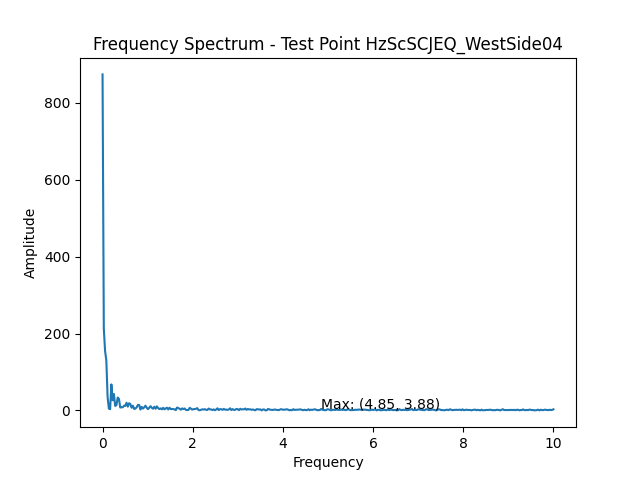 Frequency Spectrum - Test Point HzScSCJEQ_WestSide04
800
600
400
200
0
Amplitude
Max: (4.85, 3.88)
0 2 4 6 8 10
Frequency